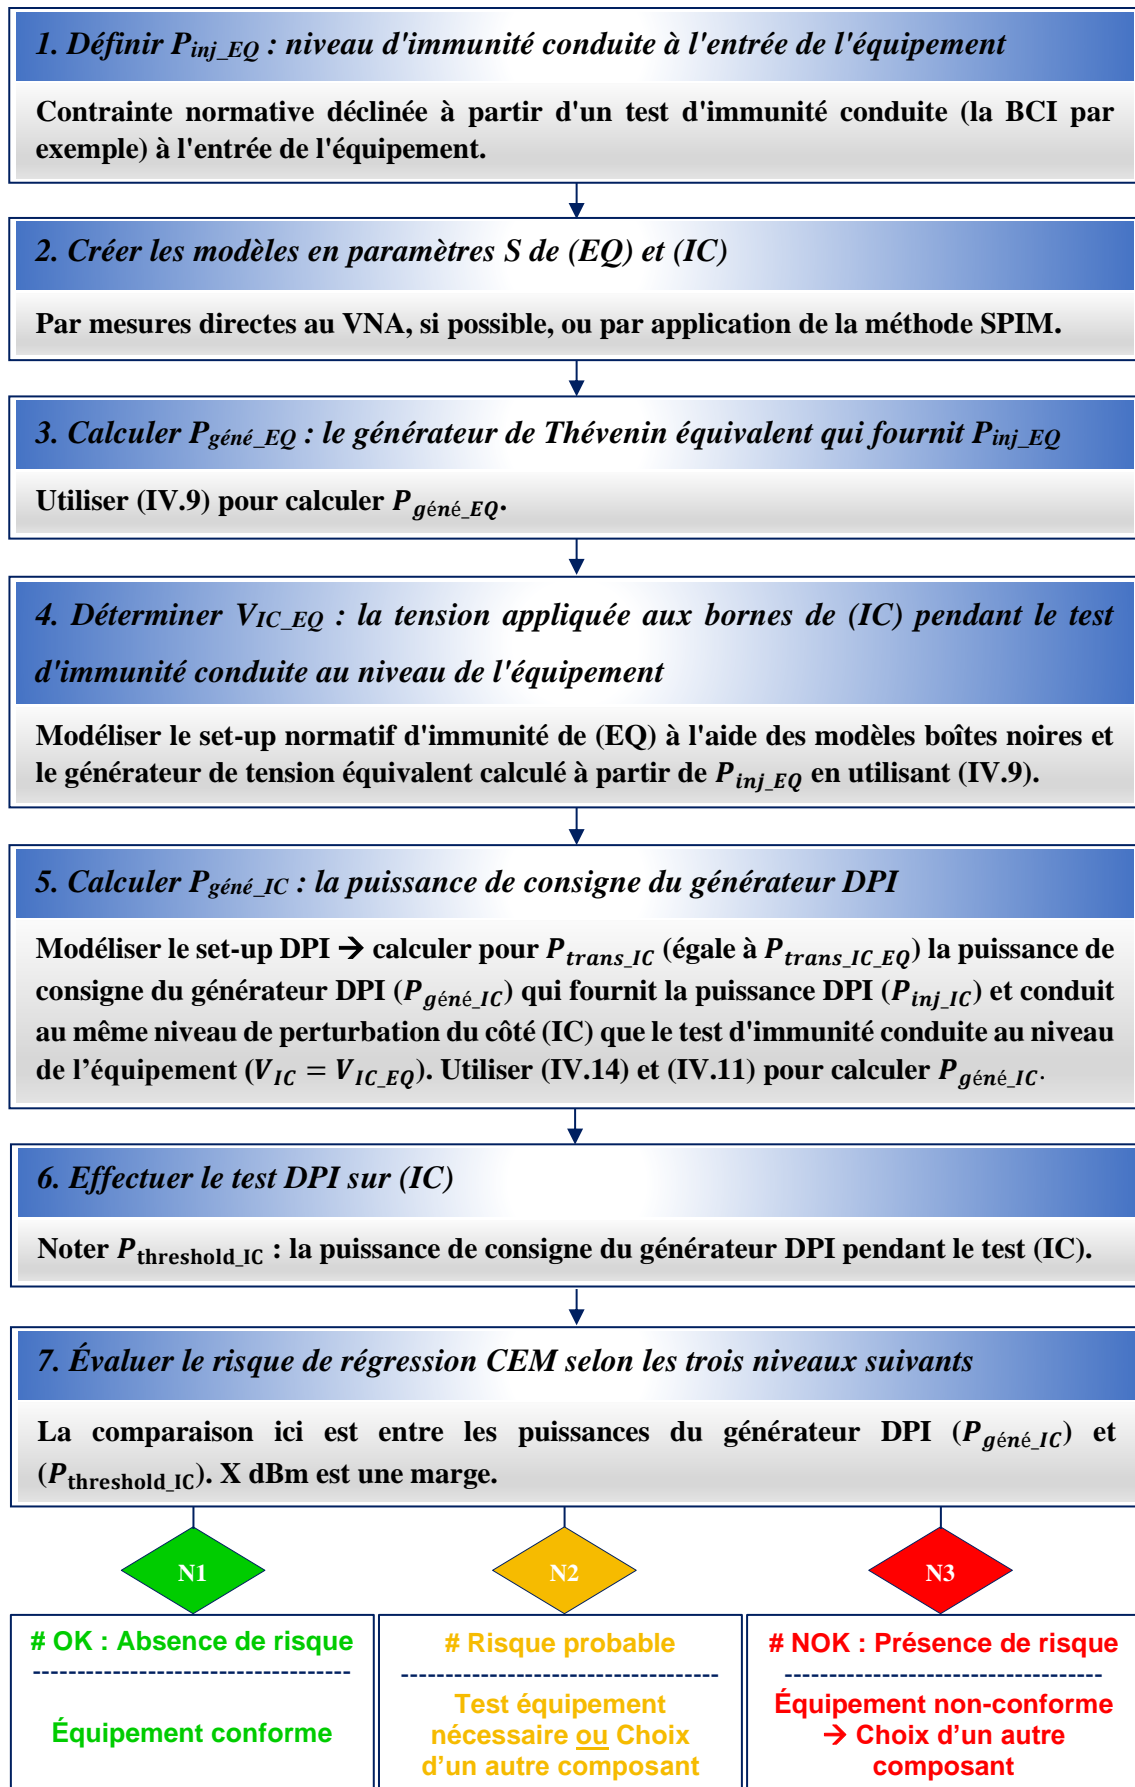 1. Définir Pinj_EQ : niveau d'immunité conduite à l'entrée de l'équipement
Contrainte normative déclinée à partir d'un test d'immunité conduite (la BCI par
exemple) à l'entrée de l'équipement.
2. Créer les modèles en paramètres S de (EQ) et (IC)
Par mesures directes au VNA, si possible, ou par application de la méthode SPIM.
3. Calculer Pgéné_EQ : le générateur de Thévenin équivalent qui fournit Pinj_EQ
Utiliser (IV.9) pour calculer Pgéné_EQ.
4. Déterminer VIC_EQ : la tension appliquée aux bornes de (IC) pendant le test
d'immunité conduite au niveau de l'équipement
Modéliser le set-up normatif d'immunité de (EQ) à l'aide des modèles boîtes noires et
le générateur de tension équivalent calculé à partir de Pinj_EQ en utilisant (IV.9).
5. Calculer Pgéné_IC : la puissance de consigne du générateur DPI
Modéliser le set-up DPI → calculer pour Ptrans_IC (égale à Ptrans_IC_EQ) la puissance de
consigne du générateur DPI (Pgéné_IC) qui fournit la puissance DPI (Pinj_IC) et conduit
au même niveau de perturbation du côté (IC) que le test d'immunité conduite au niveau
de l’équipement (VIC = VIC_EQ). Utiliser (IV.14) et (IV.11) pour calculer Pgéné_IC.
6. Effectuer le test DPI sur (IC)
Noter Pthreshold_IC : la puissance de consigne du générateur DPI pendant le test (IC).
7. Évaluer le risque de régression CEM selon les trois niveaux suivants
La comparaison ici est entre les puissances du générateur DPI (Pgéné_IC) et
(Pthreshold_IC). X dBm est une marge.
N1
N2
N3
# OK : Absence de risque
-----------------------------------
Équipement conforme
# Risque probable
-----------------------------------
Test équipement
nécessaire ou Choix
d’un autre composant
# NOK : Présence de risque
-----------------------------------
Équipement non-conforme
→ Choix d’un autre
composant